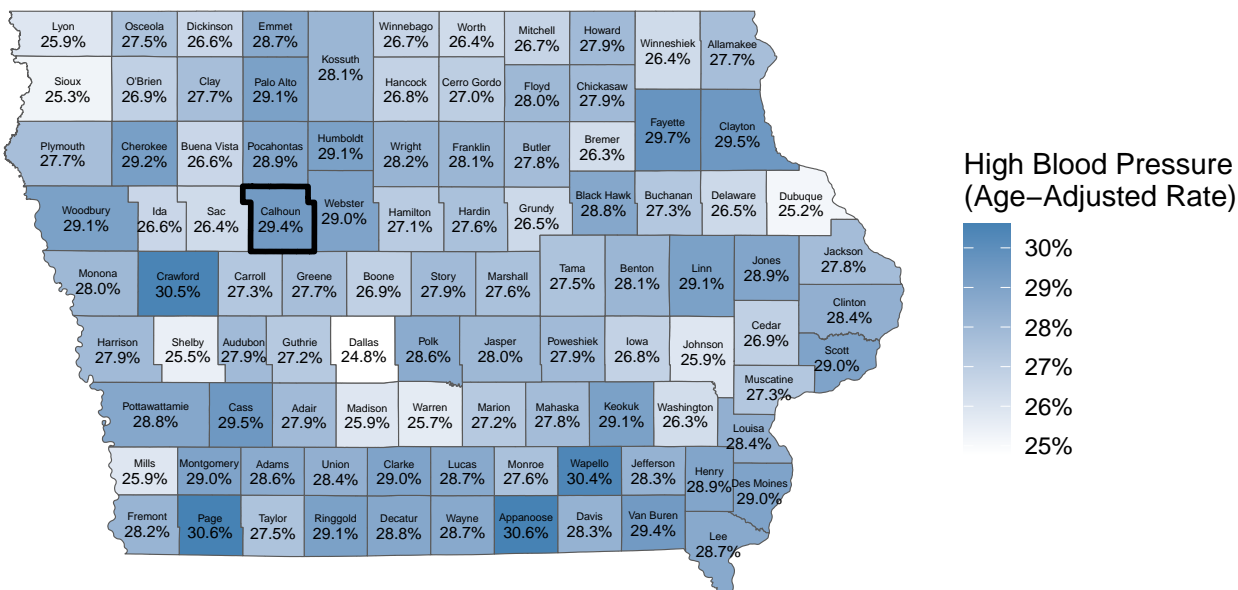 Lyon
25.9%
Osceola
27.5%
Dickinson
26.6%
Emmet
28.7%
Kossuth
28.1%
Winnebago
26.7%
Worth
26.4%
Mitchell
26.7%
Howard
27.9%
Winneshiek
26.4%
Allamakee
27.7%
Sioux
25.3%
O'Brien
26.9%
Clay
27.7%
Palo Alto
29.1%
Hancock
26.8%
Cerro Gordo
27.0%
Floyd
28.0%
Chickasaw
27.9%
Fayette
29.7%
Clayton
29.5%
Plymouth
27.7%
Cherokee
29.2%
Buena Vista
26.6%
Pocahontas
28.9%
Humboldt
29.1%
Wright
28.2%
Franklin
28.1%
Butler
27.8%
Bremer
26.3%
Woodbury
29.1%
Ida
26.6%
Sac
26.4%
Calhoun
29.4%
Webster
29.0%
Hamilton
27.1%
Hardin
27.6%
Grundy
26.5%
Black Hawk
28.8%
Buchanan
27.3%
Delaware
26.5%
Dubuque
25.2%
Monona
28.0%
Crawford
30.5%
Carroll
27.3%
Greene
27.7%
Boone
26.9%
Story
27.9%
Marshall
27.6%
Tama
27.5%
Benton
28.1%
Linn
29.1%
Jones
28.9%
Jackson
27.8%
Clinton
28.4%
Harrison
27.9%
Shelby
25.5%
Audubon
27.9%
Guthrie
27.2%
Dallas
24.8%
Polk
28.6%
Jasper
28.0%
Poweshiek
27.9%
Iowa
26.8%
Johnson
25.9%
Cedar
26.9%
Scott
29.0%
Muscatine
27.3%
Pottawattamie
28.8%
Cass
29.5%
Adair
27.9%
Madison
25.9%
Warren
25.7%
Marion
27.2%
Mahaska
27.8%
Keokuk
29.1%
Washington
26.3%
Louisa
28.4%
Mills
25.9%
Montgomery
29.0%
Adams
28.6%
Union
28.4%
Clarke
29.0%
Lucas
28.7%
Monroe
27.6%
Wapello
30.4%
Jefferson
28.3%
Henry
28.9%
Des Moines
29.0%
Fremont
28.2%
Page
30.6%
Taylor
27.5%
Ringgold
29.1%
Decatur
28.8%
Wayne
28.7%
Appanoose
30.6%
Davis
28.3%
Van Buren
29.4%
Lee
28.7%
High Blood Pressure
(Age−Adjusted Rate)
30%
29%
28%
27%
26%
25%